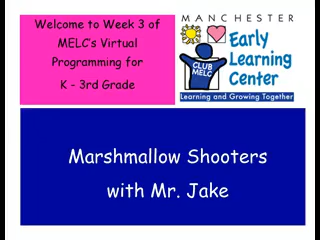 Welcome to Week 3 of
MELC's Virtual
Programming for
K - 3rd Grade
MANCHESTER
Early
Learning
Center
CLUB
MELC
Learning and Growing Together
Marshmallow Shooters
with Mr. Jake